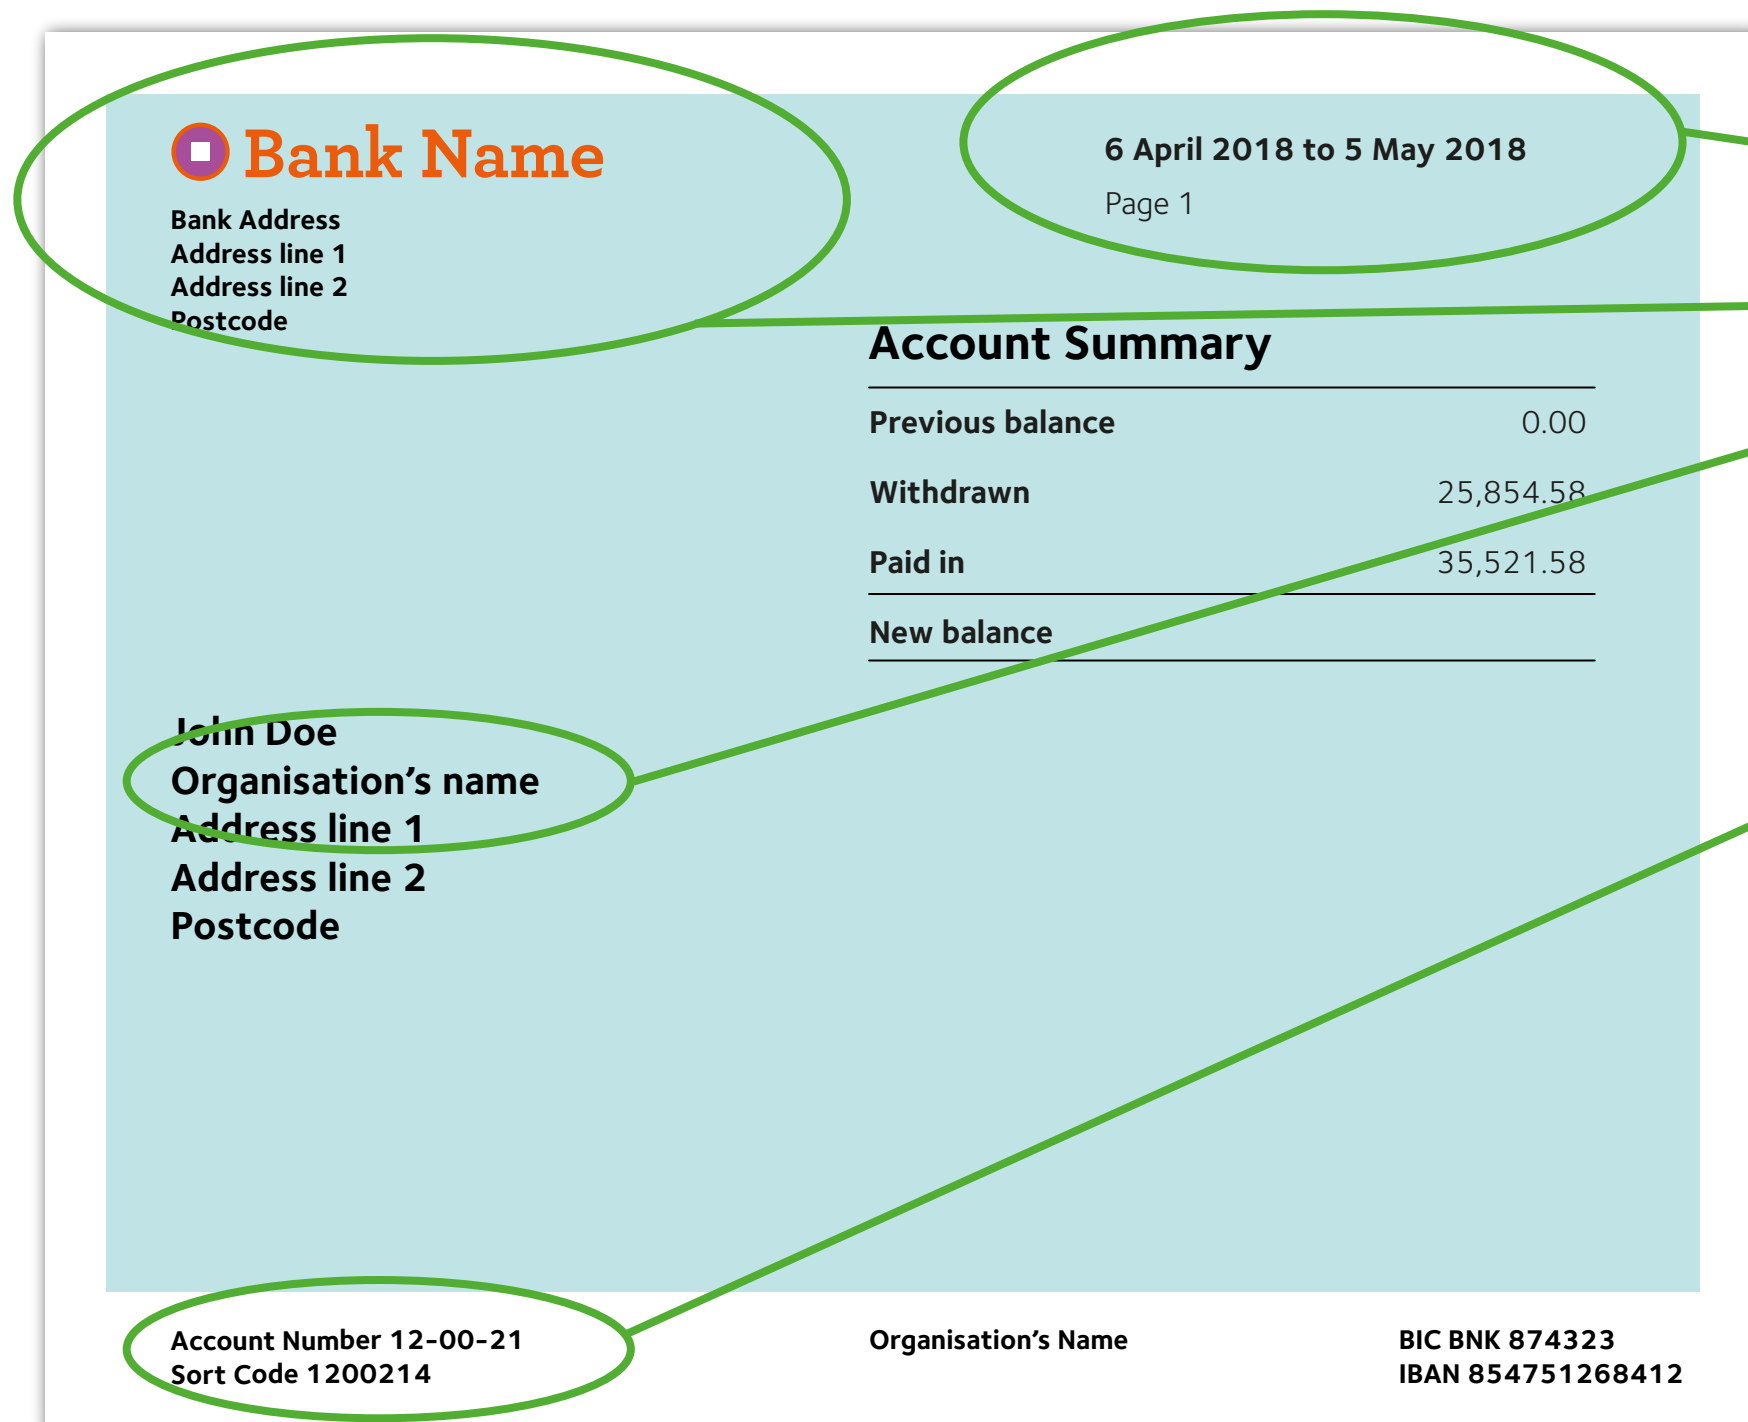 Bank Name
Bank Address
Address line 1
Address line 2
Postcode
6 April 2018 to 5 May 2018
Page 1
Account Summary
Previous balance 0.00
Withdrawn 25,854.58
Paid in 35,521.58
New balance
John Doe
Organisation's name
Address line 1
Address line 2
Postcode
Account Number 12-00-21
Sort Code 1200214
Organisation's Name
BIC BNK 874323
IBAN 854751268412